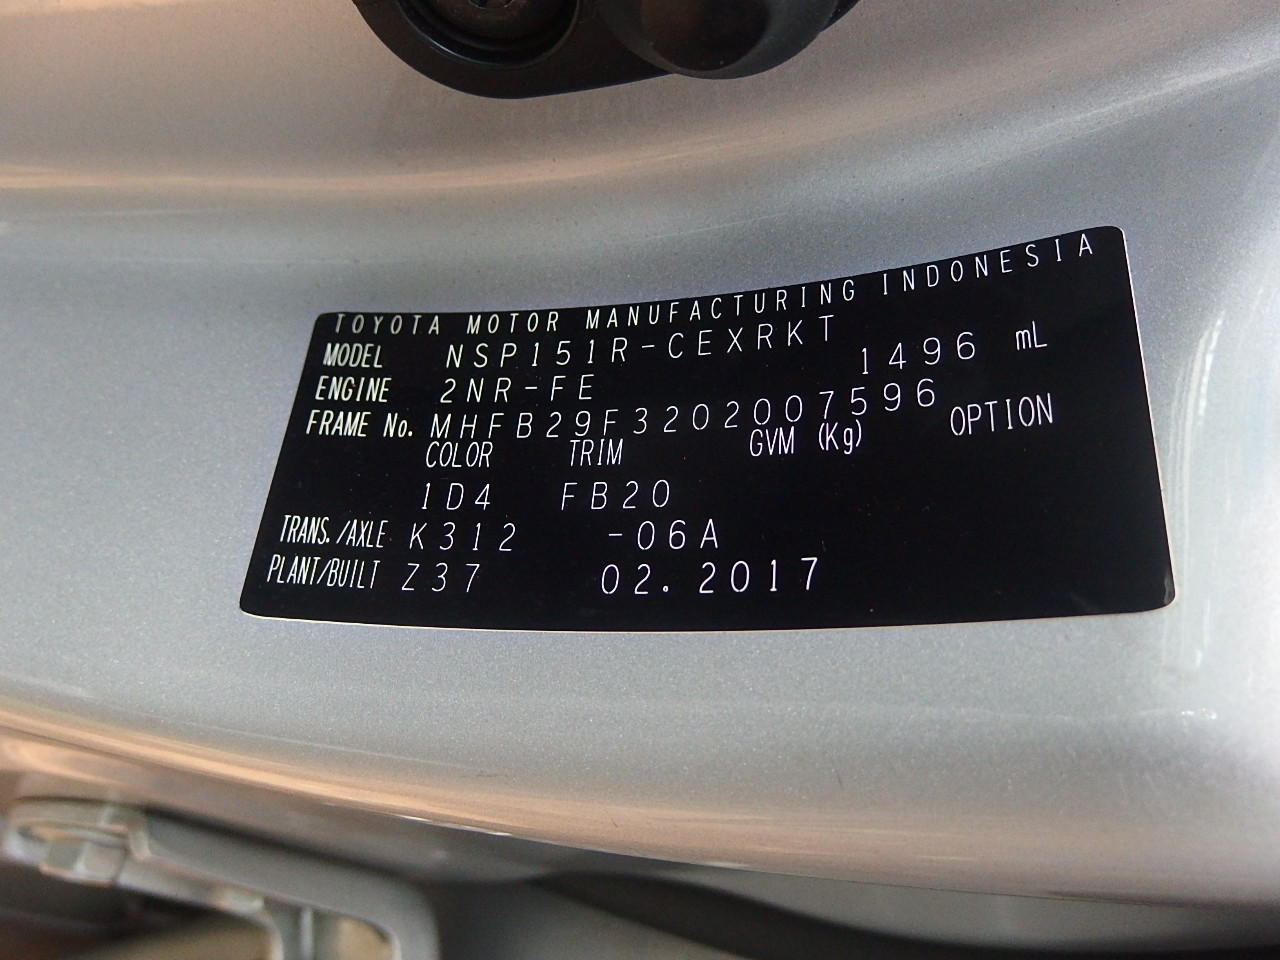 TOYOTA MOTOR MANUFACTURING INDONESIA
MODEL NSP151R-CEXRKT
ENGINE 2NR-FE 1496 mL
FRAME No. MHFB29F3202007596
COLOR TRIM GVM (Kg) OPTION
1D4 FB20
TRANS./AXLE K312 -06A
PLANT/BUILT Z37 02.2017